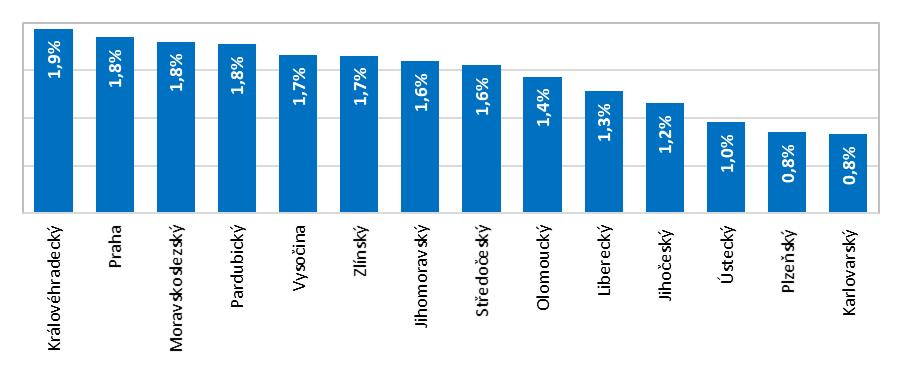 1,9%
1,8%
1,8%
1,8%
1,7%
1,7%
1,6%
1,6%
1,4%
1,3%
1,2%
1,0%
0,8%
0,8%
Královéhradecký
Praha
Moravskoslezský
Pardubický
Vysočina
Zlínský
Jihomoravský
Středočeský
Olomoucký
Liberecký
Jihočeský
Ústecký
Plzeňský
Karlovarský